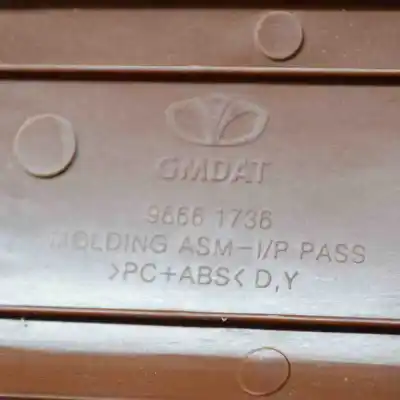 GMDAT
9666 1736
MOLDING ASM-I/P PASS
>PC+ABS< D,Y